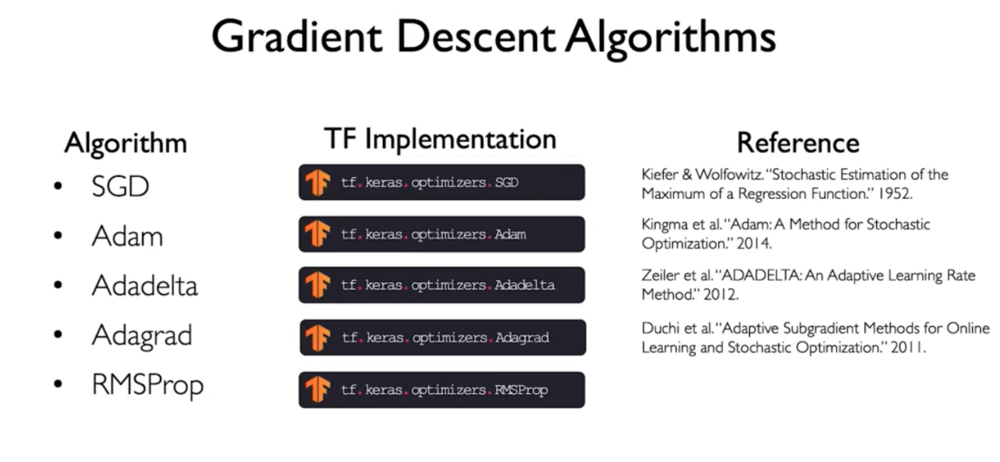 Gradient Descent Algorithms
Algorithm
TF Implementation
Reference
• SGD
tf.keras.optimizers.SGD
Kiefer & Wolfowitz. “Stochastic Estimation of the
Maximum of a Regression Function.” 1952.
• Adam
tf.keras.optimizers.Adam
Kingma et al. “Adam: A Method for Stochastic
Optimization.” 2014.
• Adadelta
tf.keras.optimizers.Adadelta
Zeiler et al. “ADADELTA: An Adaptive Learning Rate
Method.” 2012.
• Adagrad
tf.keras.optimizers.Adagrad
Duchi et al. “Adaptive Subgradient Methods for Online
Learning and Stochastic Optimization.” 2011.
• RMSProp
tf.keras.optimizers.RMSProp